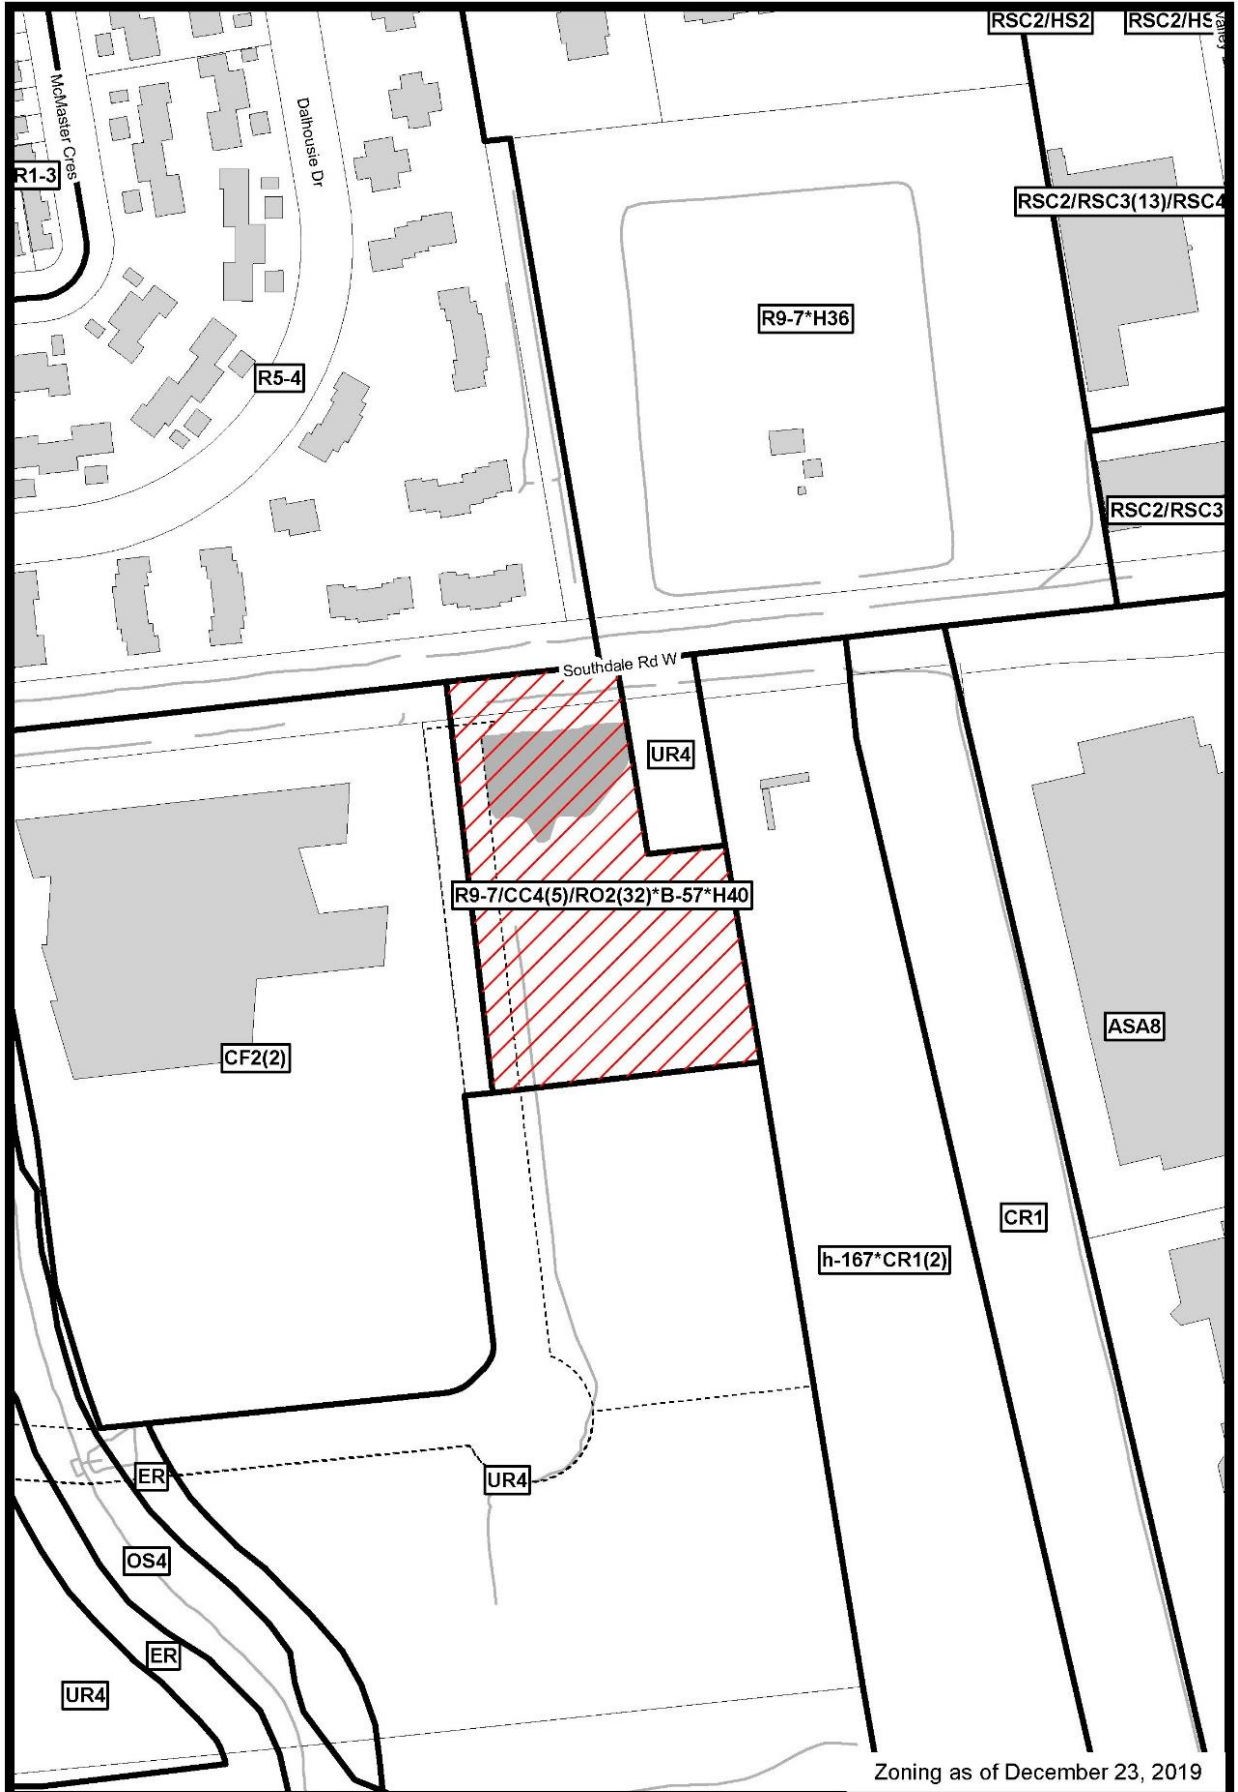 RSC2/HS2
RSC2/HS
McMaster Cres
Dalhousie Dr
R1-3
RSC2/RSC3(13)/RSC4
R9-7*H36
R5-4
RSC2/RSC3
Southdale Rd W
UR4
R9-7/CC4(5)/RO2(32)*B-57*H40
CF2(2)
ASA8
CR1
h-167*CR1(2)
ER
UR4
OS4
ER
UR4
Zoning as of December 23, 2019